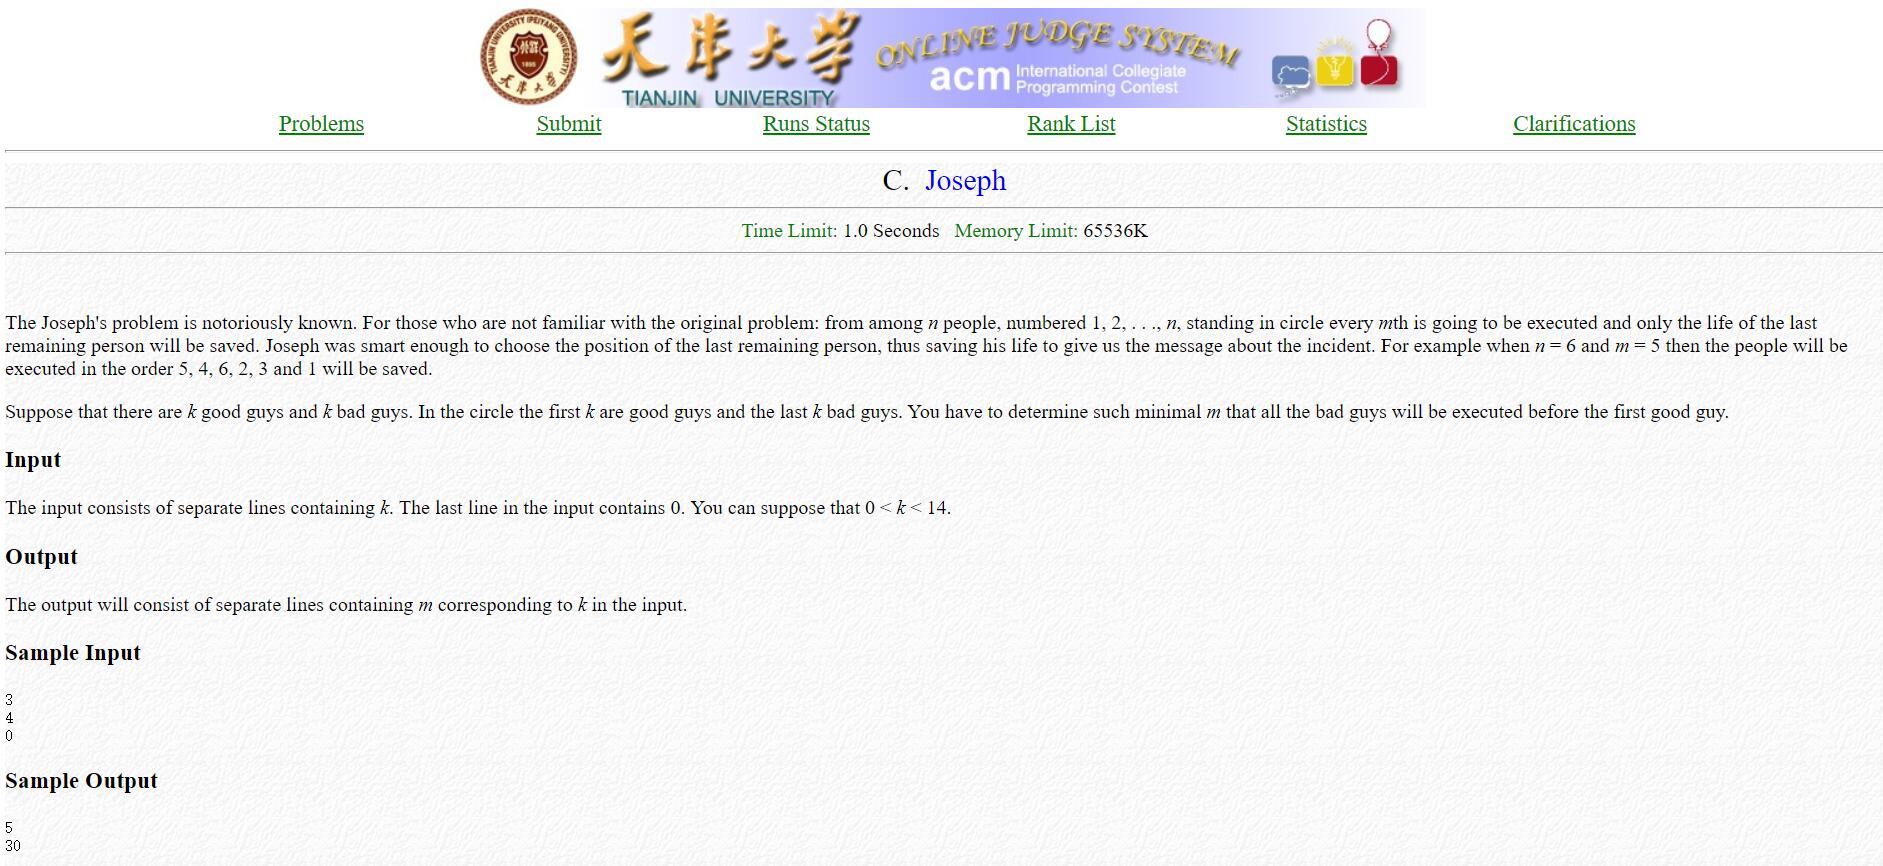 天津大学
TIANJIN UNIVERSITY
ONLINE JUDGE SYSTEM
acm International Collegiate
Programming Contest
Problems Submit Runs Status Rank List Statistics Clarifications
C. Joseph
Time Limit: 1.0 Seconds Memory Limit: 65536K
The Joseph's problem is notoriously known. For those who are not familiar with the original problem: from among n people, numbered 1, 2, . . ., n, standing in circle every mth is going to be executed and only the life of the last
remaining person will be saved. Joseph was smart enough to choose the position of the last remaining person, thus saving his life to give us the message about the incident. For example when n = 6 and m = 5 then the people will be
executed in the order 5, 4, 6, 2, 3 and 1 will be saved.
Suppose that there are k good guys and k bad guys. In the circle the first k are good guys and the last k bad guys. You have to determine such minimal m that all the bad guys will be executed before the first good guy.
Input
The input consists of separate lines containing k. The last line in the input contains 0. You can suppose that 0 < k < 14.
Output
The output will consist of separate lines containing m corresponding to k in the input.
Sample Input
3
4
0
Sample Output
5
30